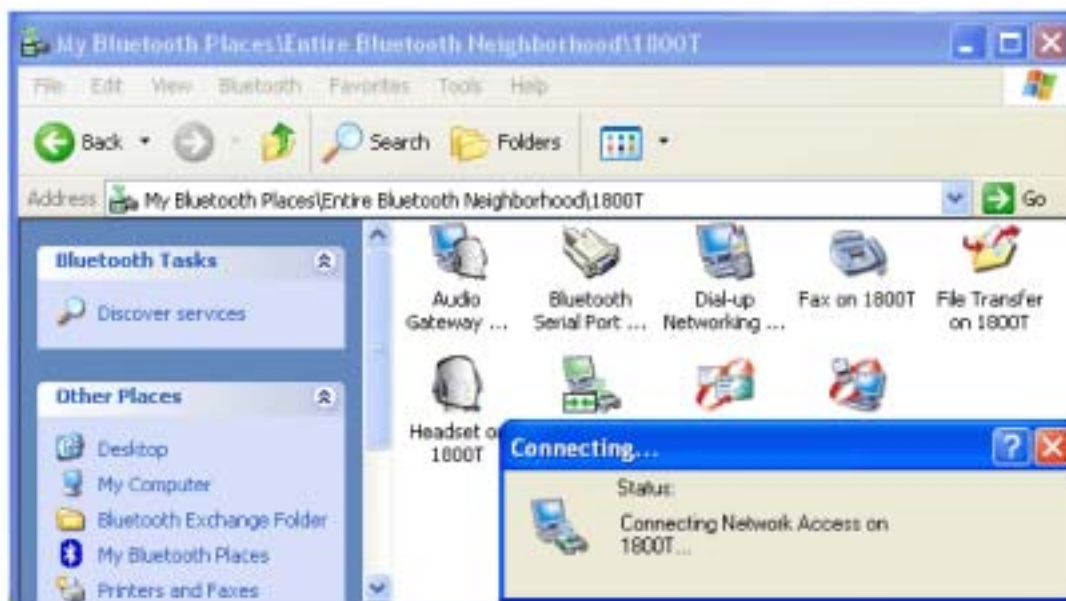 My Bluetooth Places\Entire Bluetooth Neighborhood\1800T
File Edit View Bluetooth Favorites Tools Help
Back Search Folders
Address My Bluetooth Places\Entire Bluetooth Neighborhood\1800T Go
Bluetooth Tasks
Discover services
Other Places
Desktop
My Computer
Bluetooth Exchange Folder
My Bluetooth Places
Printers and Faxes
Audio
Gateway ...
Bluetooth
Serial Port ...
Dial-up
Networking ...
Fax on 1800T
File Transfer
on 1800T
Headset o
1800T
Connecting...
Status:
Connecting Network Access on
1800T...